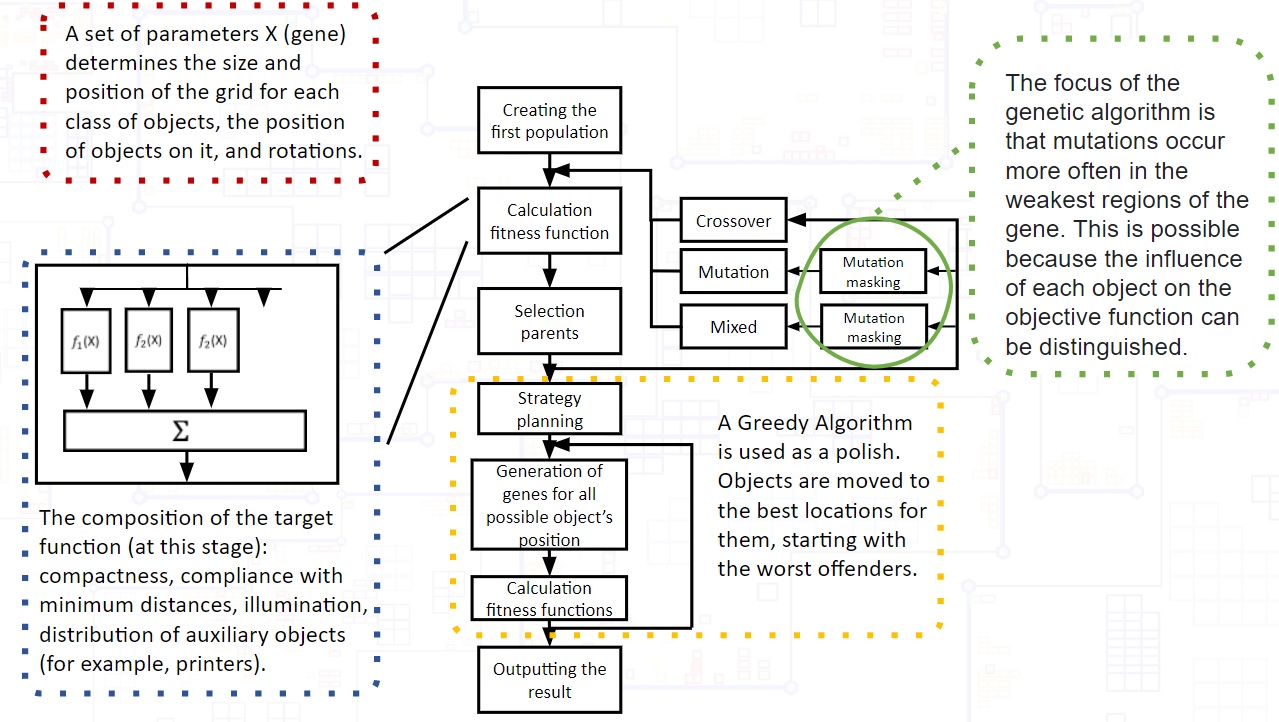 A set of parameters X (gene)
determines the size and
position of the grid for each
class of objects, the position
of objects on it, and rotations.
f₁(X)
f₂(X)
f₂(X)
Σ
The composition of the target
function (at this stage):
compactness, compliance with
minimum distances, illumination,
distribution of auxiliary objects
(for example, printers).
Creating the
first population
Calculation
fitness function
Selection
parents
Crossover
Mutation
Mutation
masking
Mixed
Mutation
masking
The focus of the
genetic algorithm is
that mutations occur
more often in the
weakest regions of the
gene. This is possible
because the influence
of each object on the
objective function can
be distinguished.
Strategy
planning
Generation of
genes for all
possible object’s
position
Calculation
fitness functions
A Greedy Algorithm
is used as a polish.
Objects are moved to
the best locations for
them, starting with
the worst offenders.
Outputting the
result